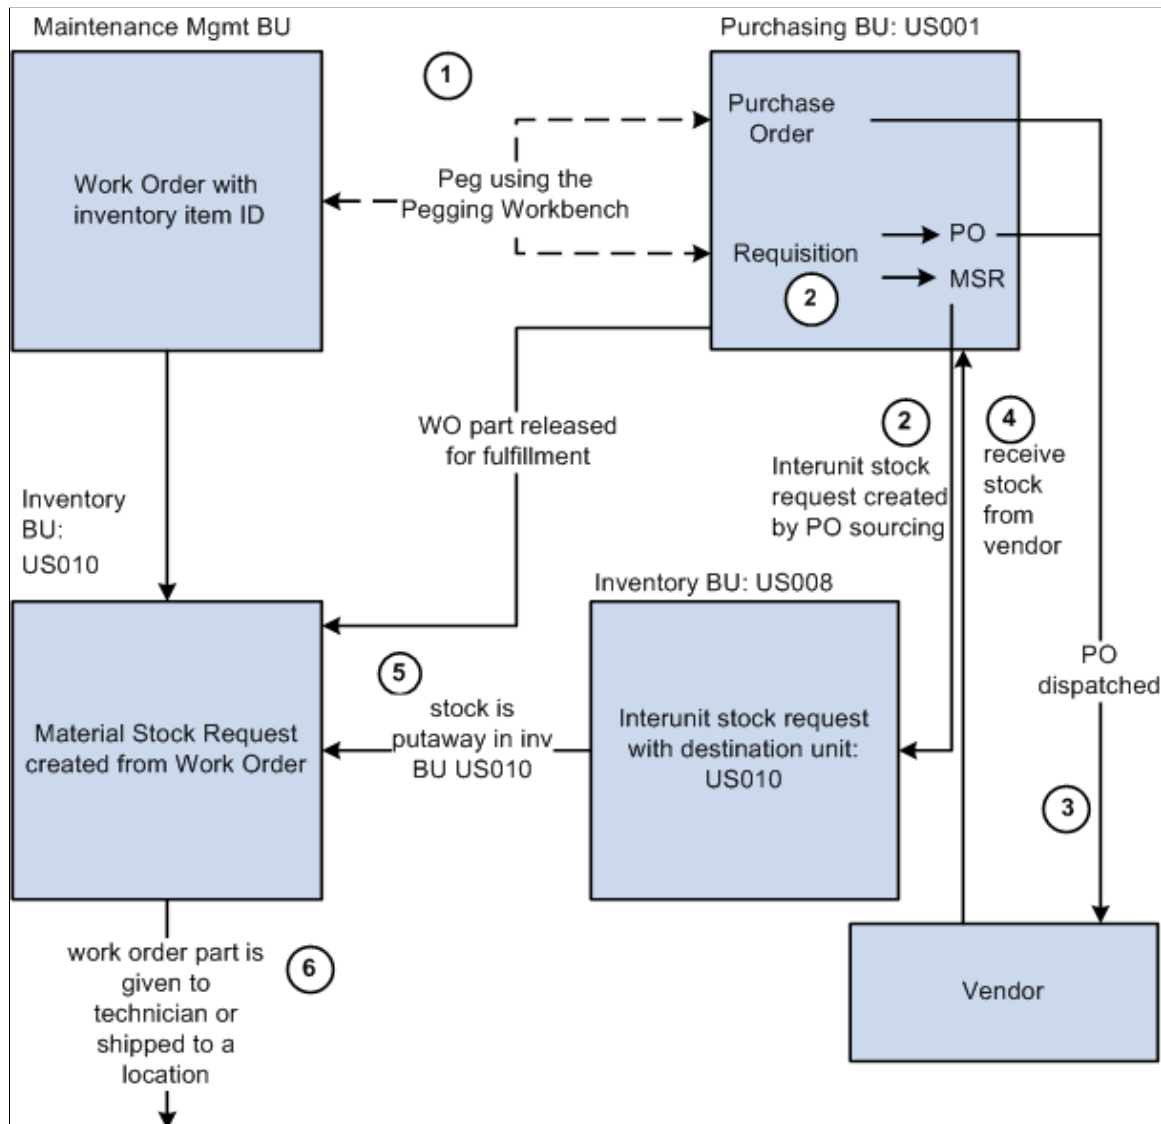 Maintenance Mgmt BU
Purchasing BU: US001
1
Purchase
Order
Work Order with
inventory item ID
Peg using the
Pegging Workbench
Requisition
PO
MSR
2
WO part released
for fulfillment
2
Interunit stock
request created
by PO sourcing
4
receive
stock
from
vendor
Inventory
BU:
US010
Inventory BU: US008
5
stock is
putaway in inv
BU US010
PO
dispatched
Material Stock Request
created from Work Order
Interunit stock request
with destination unit:
US010
3
work order part is
given to
technician or
shipped to a
location
6
Vendor